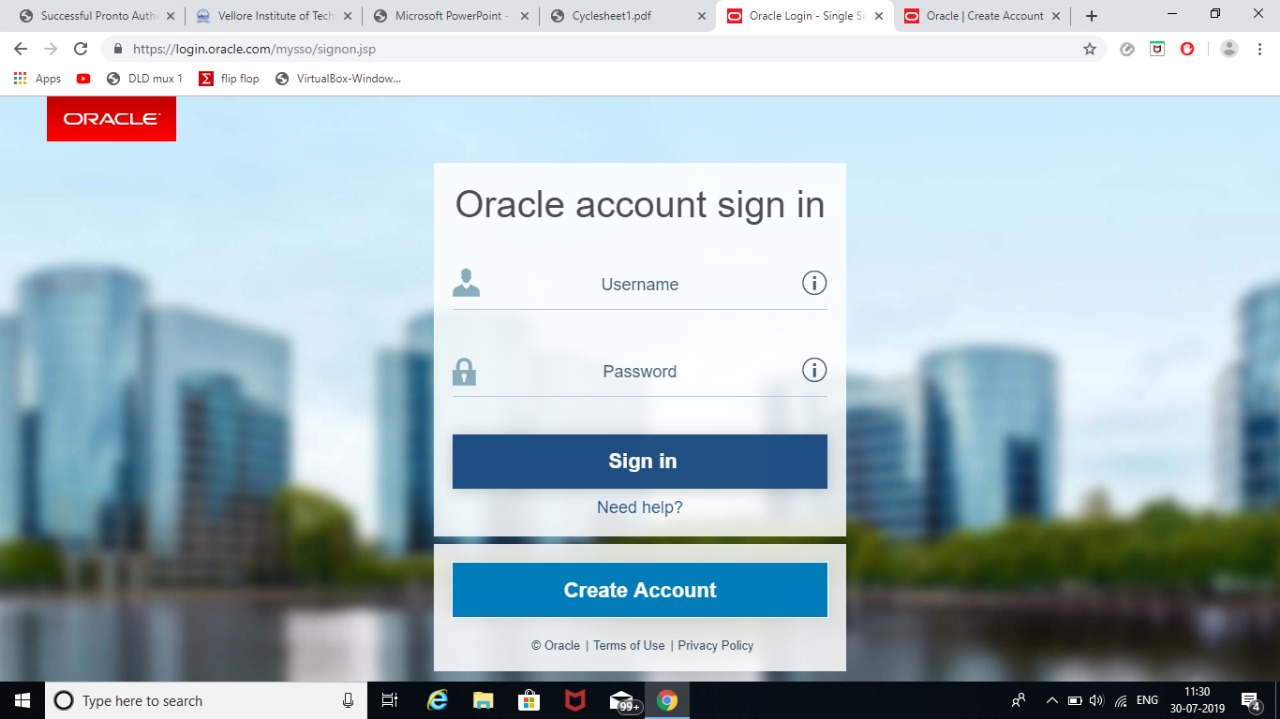 Successful Pronto Auth
Vellore Institute of Tech
Microsoft PowerPoint -
Cyclesheet1.pdf
Oracle Login - Single Si
Oracle | Create Account
https://login.oracle.com/mysso/signon.jsp
Apps
DLD mux 1
flip flop
VirtualBox-Window...
ORACLE
Oracle account sign in
Username
Password
Sign in
Need help?
Create Account
© Oracle | Terms of Use | Privacy Policy
Type here to search
99+
ENG
11:30
30-07-2019
4